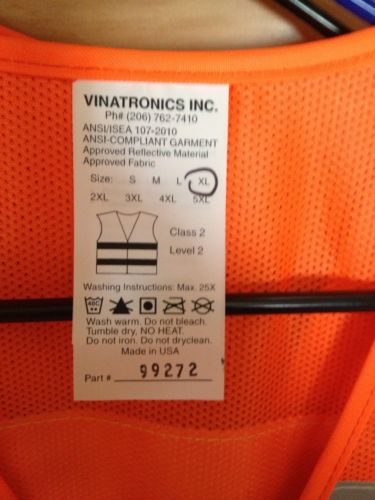 VINATRONICS INC.
Ph# (206) 762-7410
ANSI/ISEA 107-2010
ANSI-COMPLIANT GARMENT
Approved Reflective Material
Approved Fabric
Size: S M L XL
2XL 3XL 4XL 5XL
Class 2
Level 2
Washing Instructions: Max. 25X
Wash warm. Do not bleach.
Tumble dry, NO HEAT.
Do not iron. Do not dryclean.
Made in USA
Part # 99272